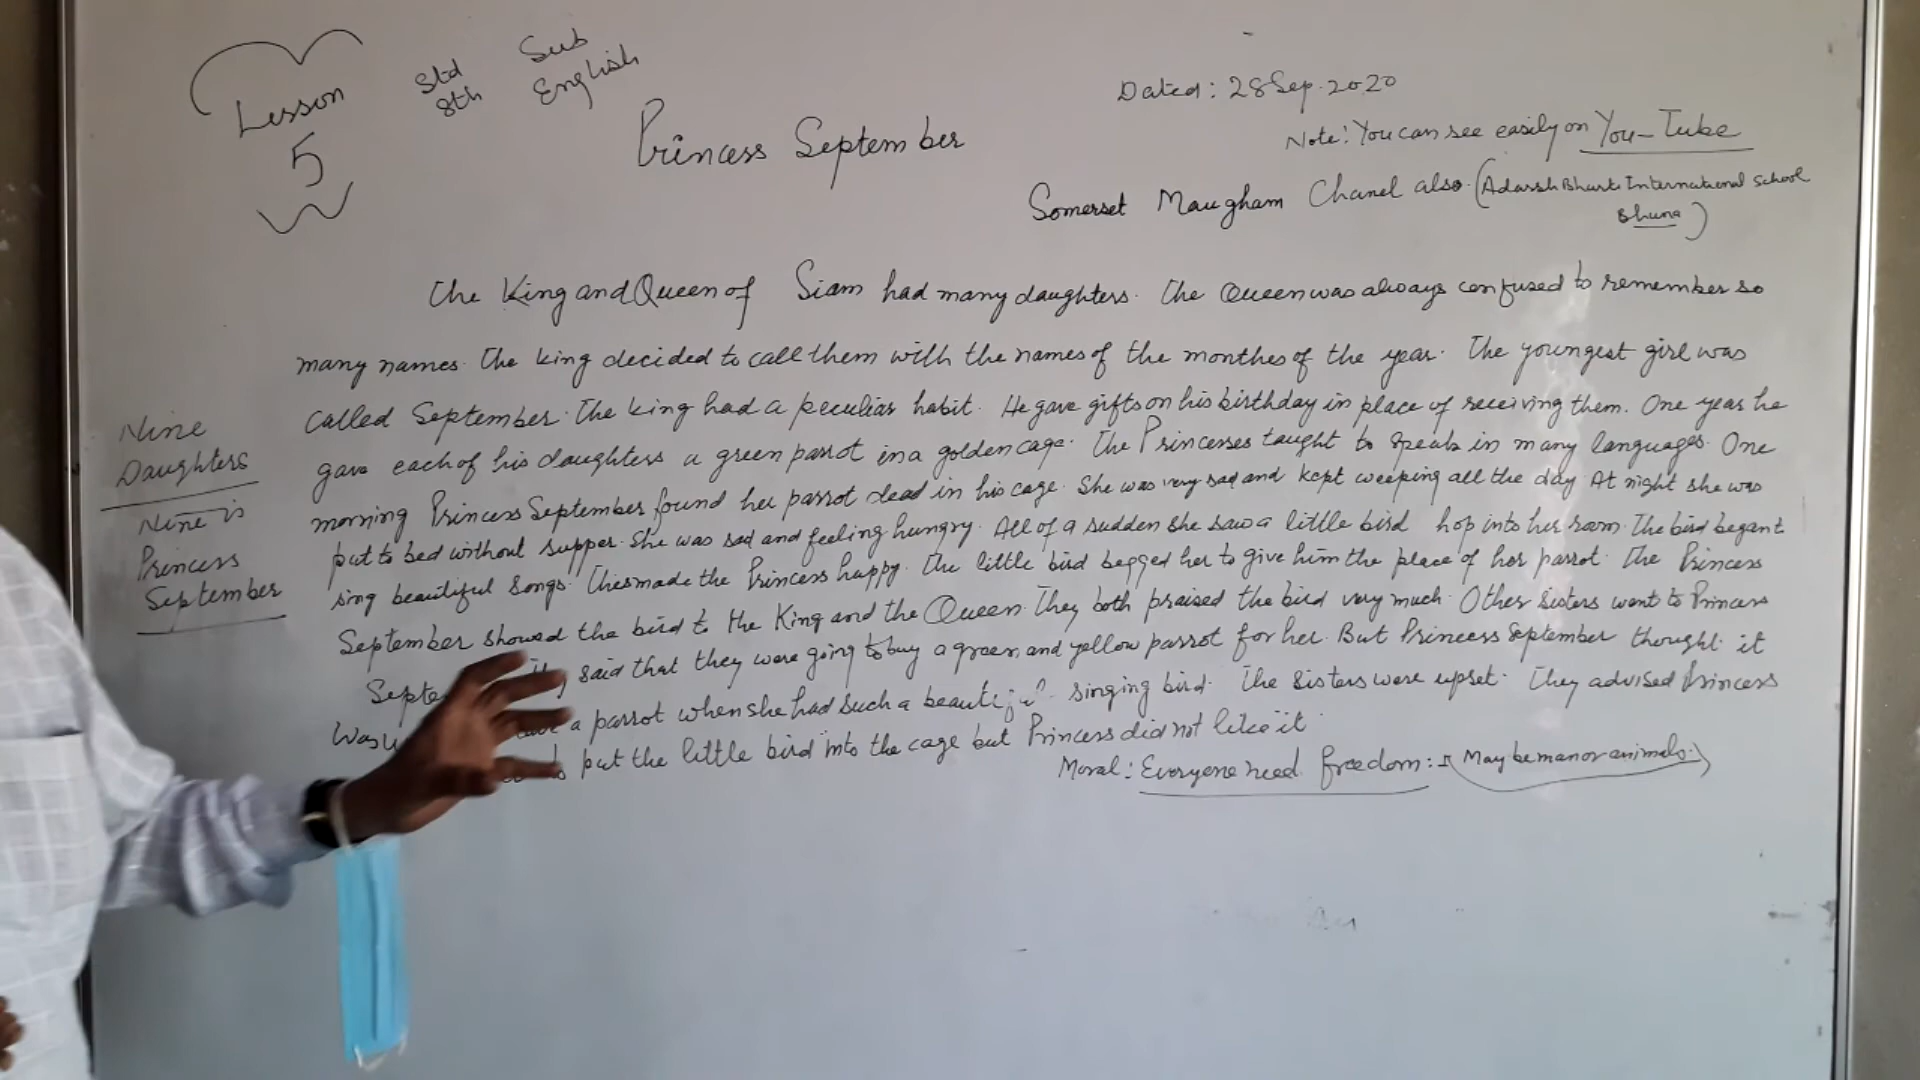 Lesson
5
Std
8th
Sub
English
Princess September
Dated: 28 Sep. 2020
Note: You can see easily on You-Tube
Somerset Maugham Chanel also (Adarsh Bharti International School
Bhuna)
The King and Queen of Siam had many daughters. The Queen was always confused to remember so
many names. The king decided to call them with the names of the monthes of the year. The youngest girl was
called September. The king had a peculiar habit. He gave gifts on his birthday in place of receiving them. One year he
gave each of his daughters a green parrot in a golden cage. The Princesses taught to speak in many languages. One
morning Princess September found her parrot dead in his cage. She was very sad and kept weeping all the day. At night she was
put to bed without supper. She was sad and feeling hungry. All of a sudden she saw a little bird hop into her room. The bird began t
sing beautiful songs. This made the Princess happy. The little bird begged her to give him the place of her parrot. The Princess
September showed the bird to the King and the Queen. They both praised the bird very much. Other sisters went to Princess
Septe said that they were going to buy a green and yellow parrot for her. But Princess September thought it
was a parrot when she had such a beautiful singing bird. The sisters were upset. They advised Princess
put the little bird into the cage but Princess did not like it.
Moral: Everyone need freedom:- (May be man or animals.)
Nine
Daughters
Nine is
Princess
September